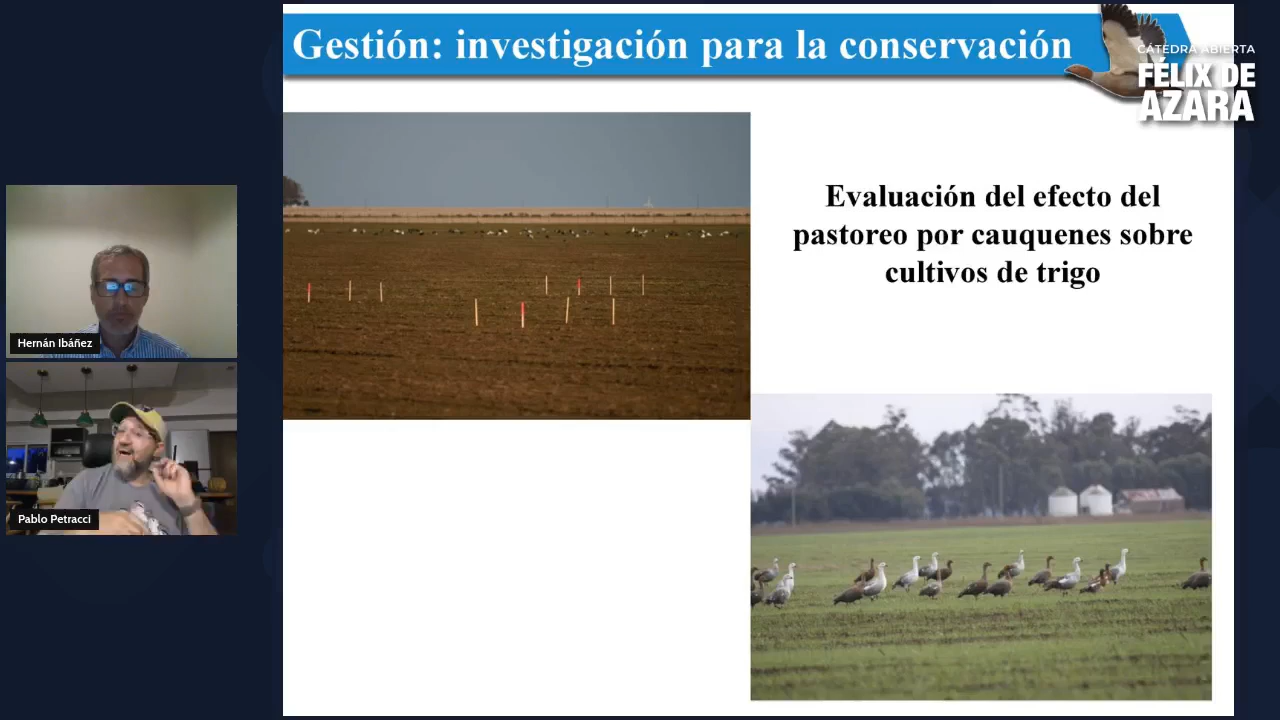 Gestión: investigación para la conservación
CÁTEDRA ABIERTA
FÉLIX DE
AZARA
Evaluación del efecto del
pastoreo por cauquenes sobre
cultivos de trigo
Hernán Ibáñez
Pablo Petracci